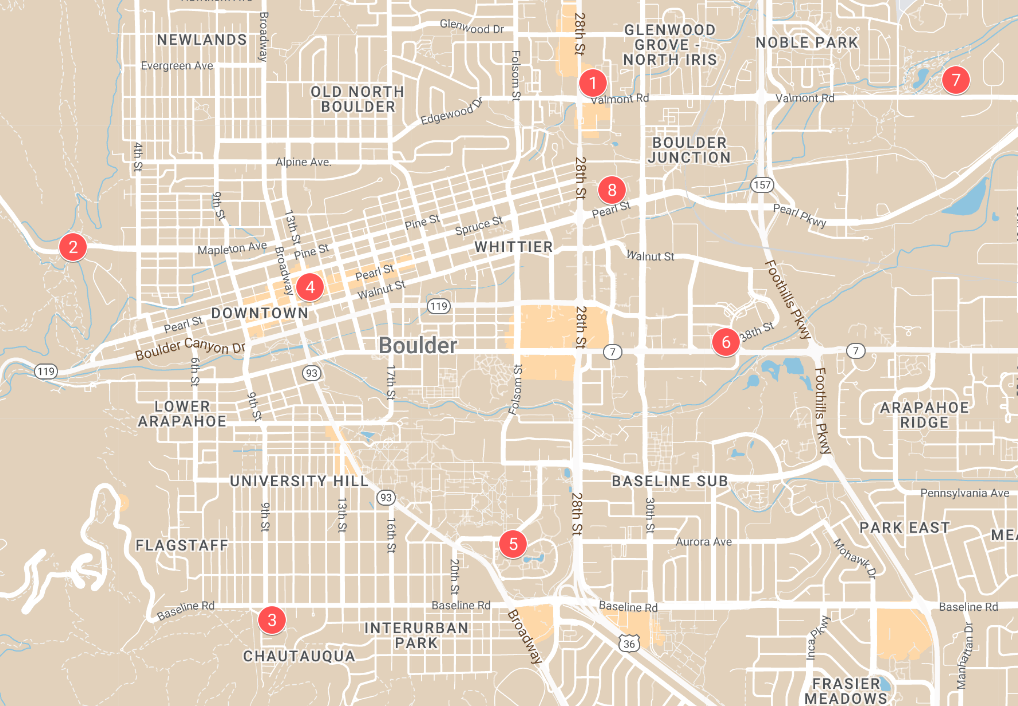 Broadway
28th St
Glenwood Dr
GLENWOOD
GROVE -
NORTH IRIS
NEWLANDS
NOBLE PARK
Evergreen Ave
Folsom St
1
7
OLD NORTH
BOULDER
Valmont Rd
Valmont Rd
Edgewood Dr
4th St
BOULDER
JUNCTION
Alpine Ave.
28th St
157
8
9th St
13th St
Pine St
Spruce St
Pearl St
Pearl Pkwy
2
Mapleton Ave
Pine St
WHITTIER
Walnut St
Broadway
Pearl St
4
Walnut St
Foothills Pkwy
119
DOWNTOWN
Pearl St
28th St
38th St
6
Boulder Canyon Dr
Boulder
7
7
119
6th St
93
17th St
Folsom St
Foothills Pkwy
9th St
LOWER
ARAPAHOE
ARAPAHOE
RIDGE
UNIVERSITY HILL
BASELINE SUB
93
Pennsylvania Ave
9th St
13th St
16th St
28th St
30th St
PARK EAST
MEA
FLAGSTAFF
5
Aurora Ave
Mohawk Dr
20th St
Baseline Rd
Baseline Rd
Baseline Rd
Baseline Rd
3
INTERURBAN
PARK
Broadway
36
Inca Pkwy
Manhattan Dr
CHAUTAUQUA
FRASIER
MEADOWS